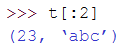 >>> t[:2]
(23, ‘abc’)